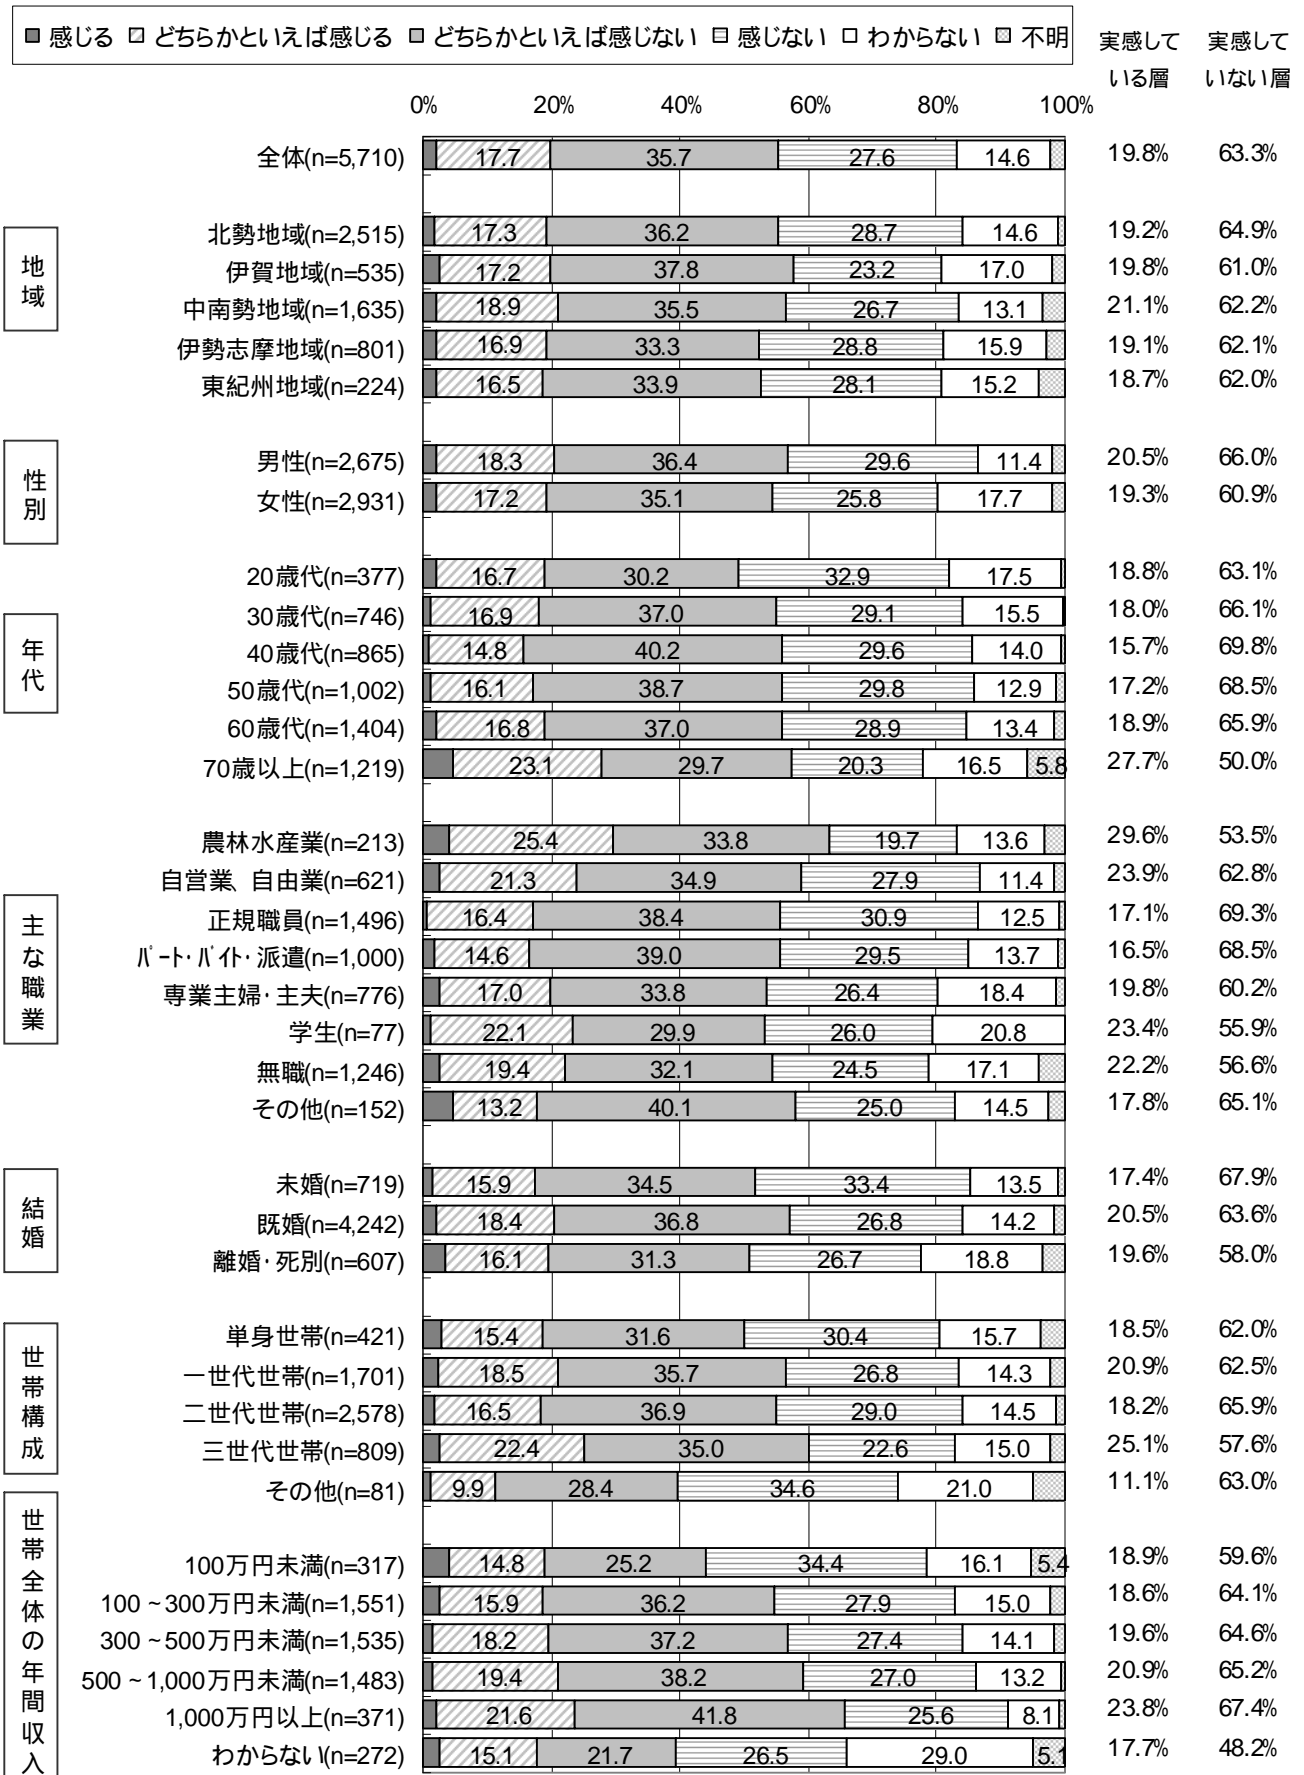 感じる どちらかといえば感じる どちらかといえば感じない 感じない わからない 不明 実感して 実感して
いる層 いない層
0% 20% 40% 60% 80% 100%
全体(n=5,710) 17.7 35.7 27.6 14.6 19.8% 63.3%
地域
北勢地域(n=2,515) 17.3 36.2 28.7 14.6 19.2% 64.9%
伊賀地域(n=535) 17.2 37.8 23.2 17.0 19.8% 61.0%
中南勢地域(n=1,635) 18.9 35.5 26.7 13.1 21.1% 62.2%
伊勢志摩地域(n=801) 16.9 33.3 28.8 15.9 19.1% 62.1%
東紀州地域(n=224) 16.5 33.9 28.1 15.2 18.7% 62.0%
性別
男性(n=2,675) 18.3 36.4 29.6 11.4 20.5% 66.0%
女性(n=2,931) 17.2 35.1 25.8 17.7 19.3% 60.9%
年代
20歳代(n=377) 16.7 30.2 32.9 17.5 18.8% 63.1%
30歳代(n=746) 16.9 37.0 29.1 15.5 18.0% 66.1%
40歳代(n=865) 14.8 40.2 29.6 14.0 15.7% 69.8%
50歳代(n=1,002) 16.1 38.7 29.8 12.9 17.2% 68.5%
60歳代(n=1,404) 16.8 37.0 28.9 13.4 18.9% 65.9%
70歳以上(n=1,219) 23.1 29.7 20.3 16.5 5.8 27.7% 50.0%
主な職業
農林水産業(n=213) 25.4 33.8 19.7 13.6 29.6% 53.5%
自営業、自由業(n=621) 21.3 34.9 27.9 11.4 23.9% 62.8%
正規職員(n=1,496) 16.4 38.4 30.9 12.5 17.1% 69.3%
ﾊﾟｰﾄ･ﾊﾞｲﾄ･派遣(n=1,000) 14.6 39.0 29.5 13.7 16.5% 68.5%
専業主婦･主夫(n=776) 17.0 33.8 26.4 18.4 19.8% 60.2%
学生(n=77) 22.1 29.9 26.0 20.8 23.4% 55.9%
無職(n=1,246) 19.4 32.1 24.5 17.1 22.2% 56.6%
その他(n=152) 13.2 40.1 25.0 14.5 17.8% 65.1%
結婚
未婚(n=719) 15.9 34.5 33.4 13.5 17.4% 67.9%
既婚(n=4,242) 18.4 36.8 26.8 14.2 20.5% 63.6%
離婚･死別(n=607) 16.1 31.3 26.7 18.8 19.6% 58.0%
世帯構成
単身世帯(n=421) 15.4 31.6 30.4 15.7 18.5% 62.0%
一世代世帯(n=1,701) 18.5 35.7 26.8 14.3 20.9% 62.5%
二世代世帯(n=2,578) 16.5 36.9 29.0 14.5 18.2% 65.9%
三世代世帯(n=809) 22.4 35.0 22.6 15.0 25.1% 57.6%
その他(n=81) 9.9 28.4 34.6 21.0 11.1% 63.0%
世帯全体の年間収入
100万円未満(n=317) 14.8 25.2 34.4 16.1 5.4 18.9% 59.6%
100~300万円未満(n=1,551) 15.9 36.2 27.9 15.0 18.6% 64.1%
300~500万円未満(n=1,535) 18.2 37.2 27.4 14.1 19.6% 64.6%
500~1,000万円未満(n=1,483) 19.4 38.2 27.0 13.2 20.9% 65.2%
1,000万円以上(n=371) 21.6 41.8 25.6 8.1 23.8% 67.4%
わからない(n=272) 15.1 21.7 26.5 29.0 5.1 17.7% 48.2%